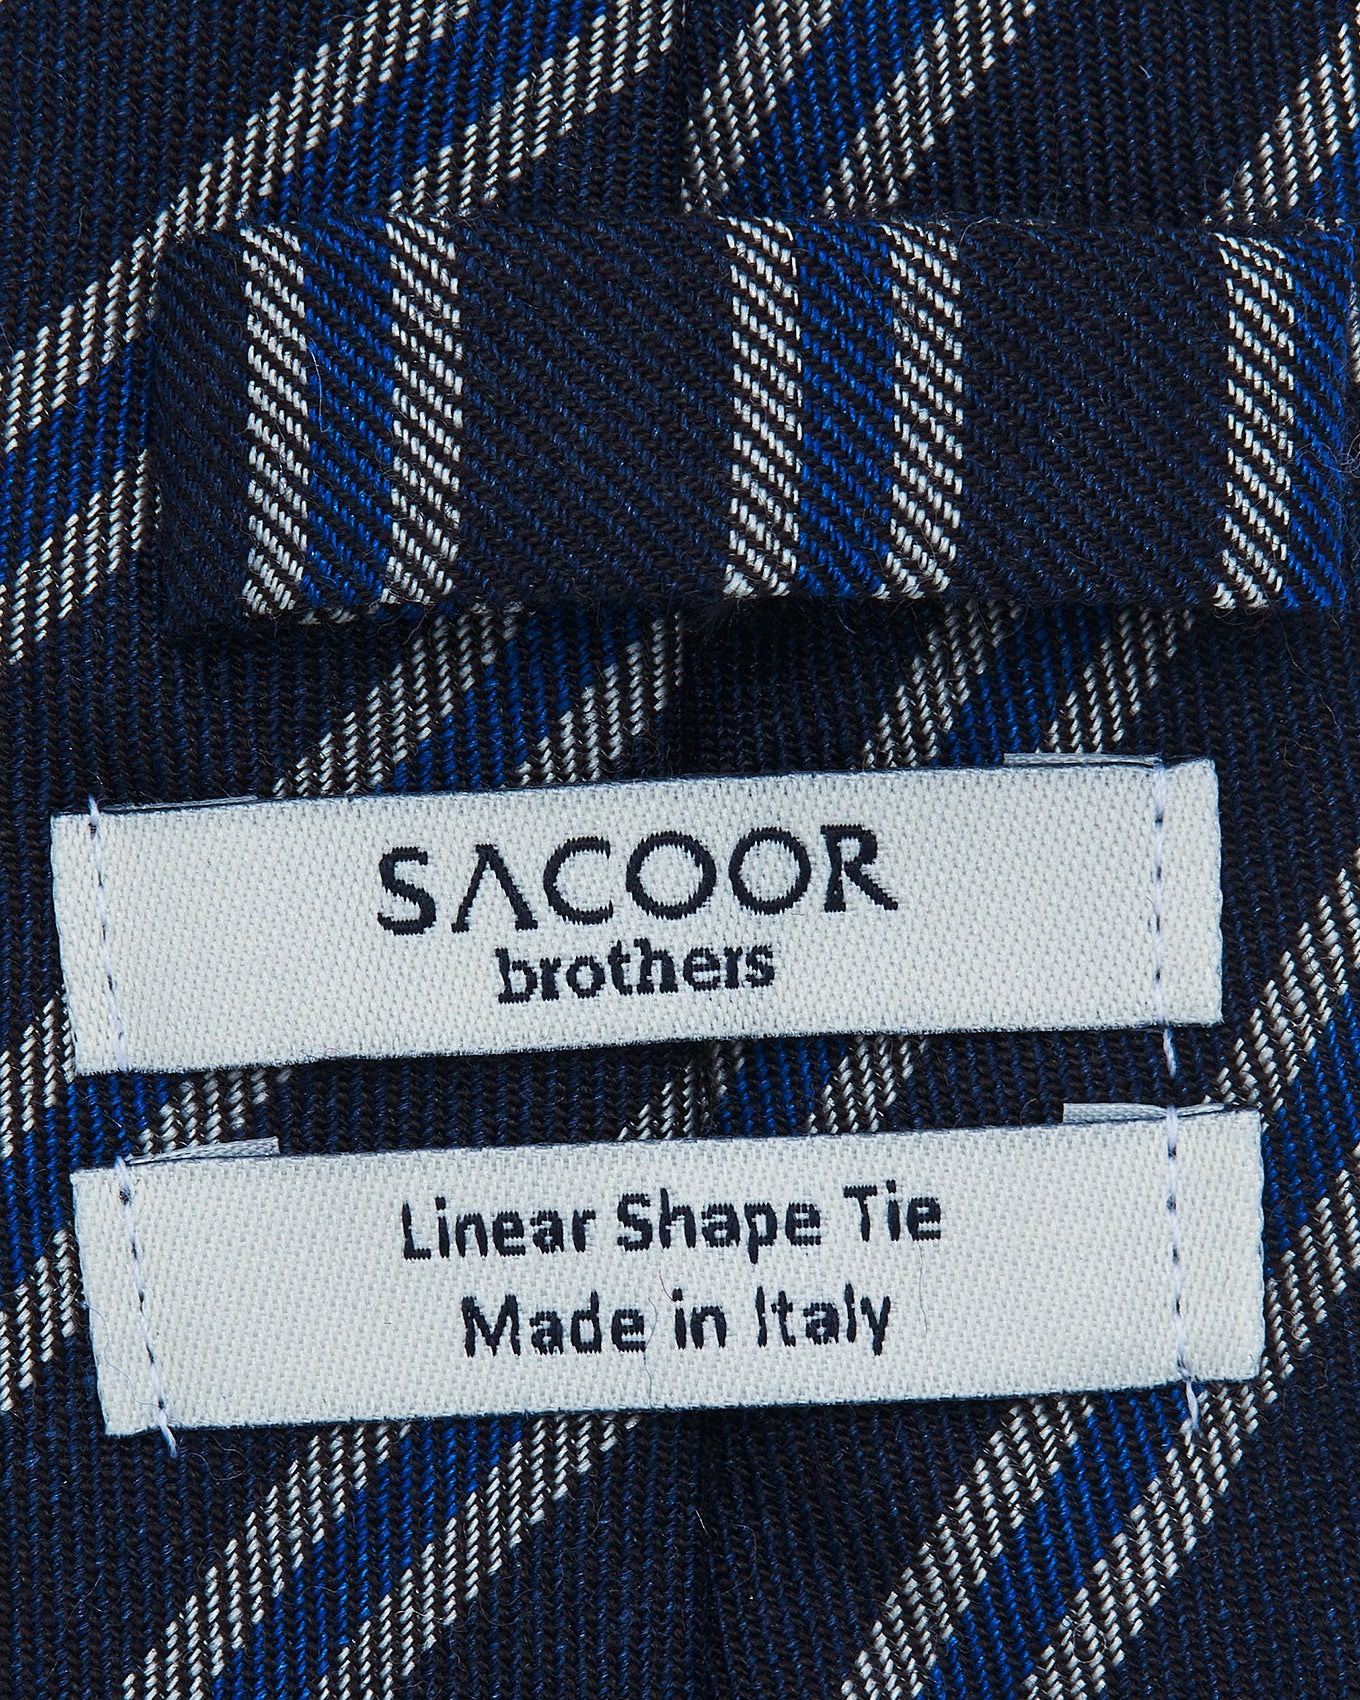 SACOOR
brothers
Linear Shape Tie
Made in Italy